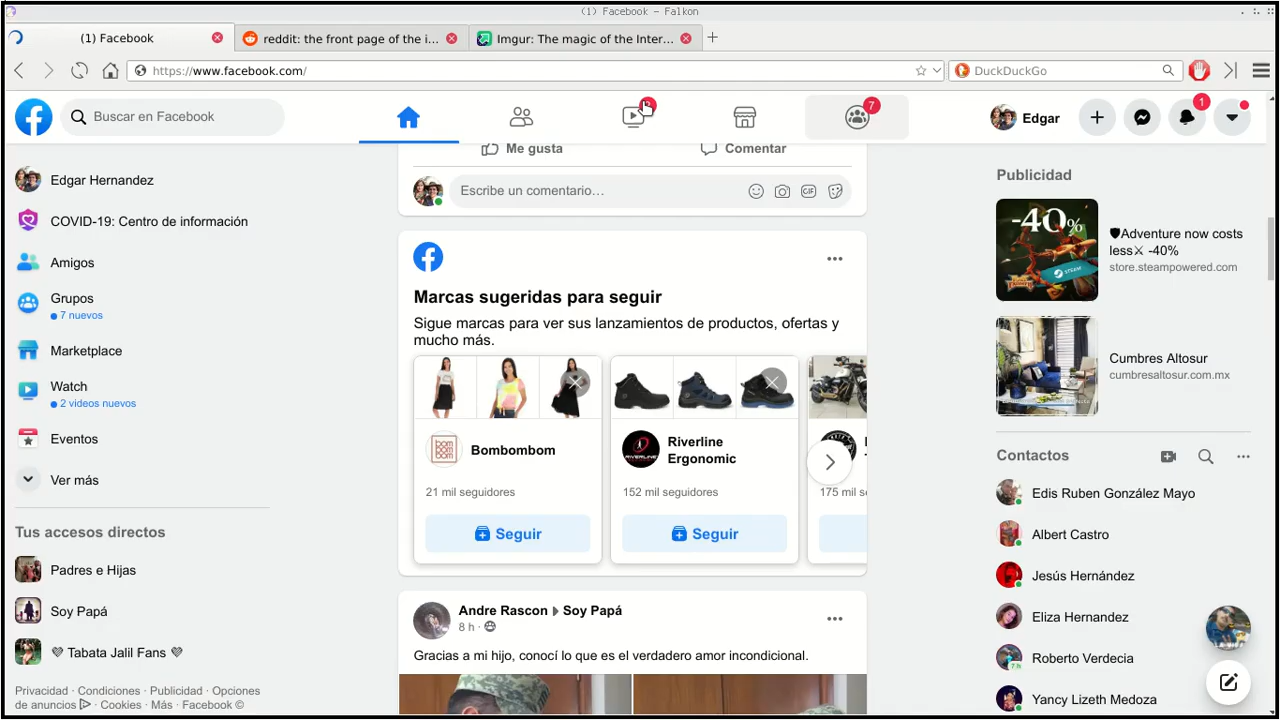 (1) Facebook - Falkon
(1) Facebook
reddit: the front page of the i...
Imgur: The magic of the Inter...
https://www.facebook.com/
DuckDuckGo
Buscar en Facebook
7
Edgar
1
Edgar Hernandez
COVID-19: Centro de información
Amigos
Grupos
7 nuevos
Marketplace
Watch
2 videos nuevos
Eventos
Ver más
Tus accesos directos
Padres e Hijas
Soy Papá
💜 Tabata Jalil Fans 💜
Privacidad · Condiciones · Publicidad · Opciones
de anuncios · Cookies · Más · Facebook ©
Me gusta
Comentar
Escribe un comentario…
GIF
Marcas sugeridas para seguir
Sigue marcas para ver sus lanzamientos de productos, ofertas y
mucho más.
bom
bom
Bombombom
21 mil seguidores
Seguir
RIVERLINE
Riverline
Ergonomic
152 mil seguidores
Seguir
175 mil se
Andre Rascon ▸ Soy Papá
8 h ·
Gracias a mi hijo, conocí lo que es el verdadero amor incondicional.
Publicidad
-40%
STEAM
🛡Adventure now costs
less⚔ -40%
store.steampowered.com
Cumbres Altosur
cumbresaltosur.com.mx
Contactos
Edis Ruben González Mayo
Albert Castro
Jesús Hernández
Eliza Hernandez
Roberto Verdecia
Yancy Lizeth Medoza